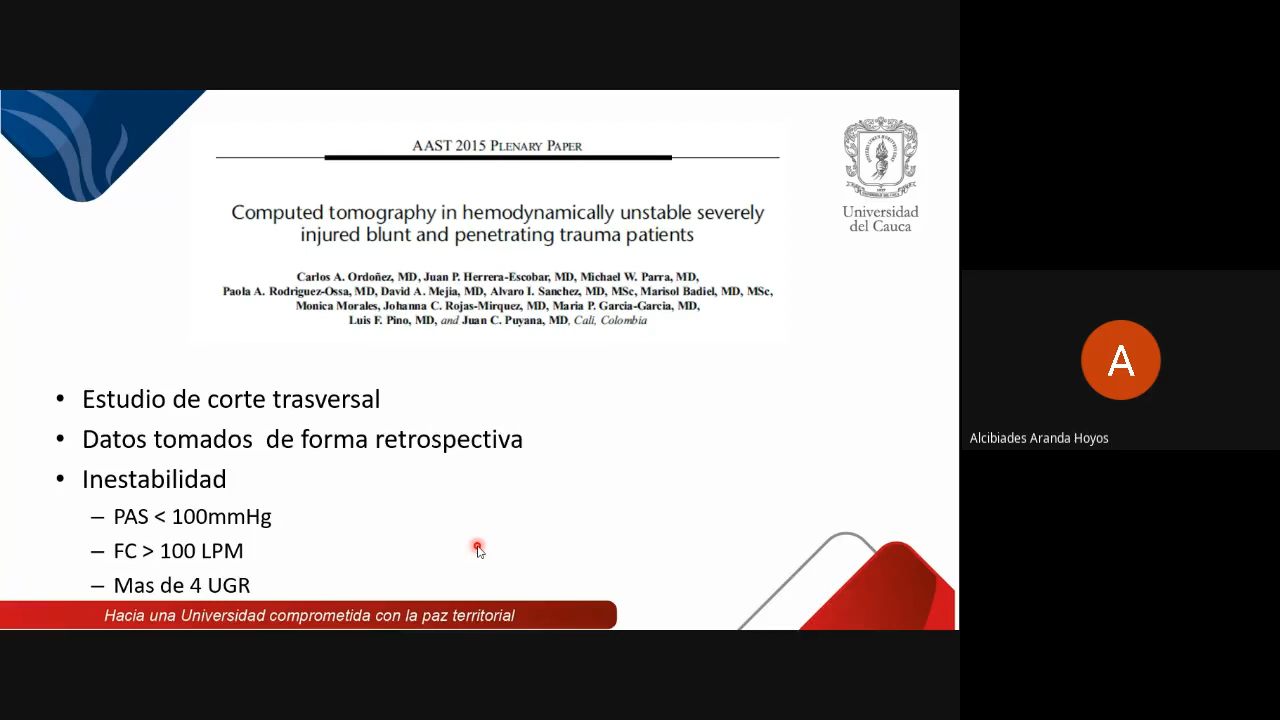 AAST 2015 PLENARY PAPER
Computed tomography in hemodynamically unstable severely
injured blunt and penetrating trauma patients
Carlos A. Ordoñez, MD, Juan P. Herrera-Escobar, MD, Michael W. Parra, MD,
Paola A. Rodriguez-Ossa, MD, David A. Mejia, MD, Alvaro I. Sanchez, MD, MSc, Marisol Badiel, MD, MSc,
Monica Morales, Johanna C. Rojas-Mirquez, MD, Maria P. Garcia-Garcia, MD,
Luis F. Pino, MD, and Juan C. Puyana, MD, Cali, Colombia
Universidad
del Cauca
• Estudio de corte trasversal
• Datos tomados de forma retrospectiva
• Inestabilidad
– PAS < 100mmHg
– FC > 100 LPM
– Mas de 4 UGR
Hacia una Universidad comprometida con la paz territorial
A
Alcibiades Aranda Hoyos